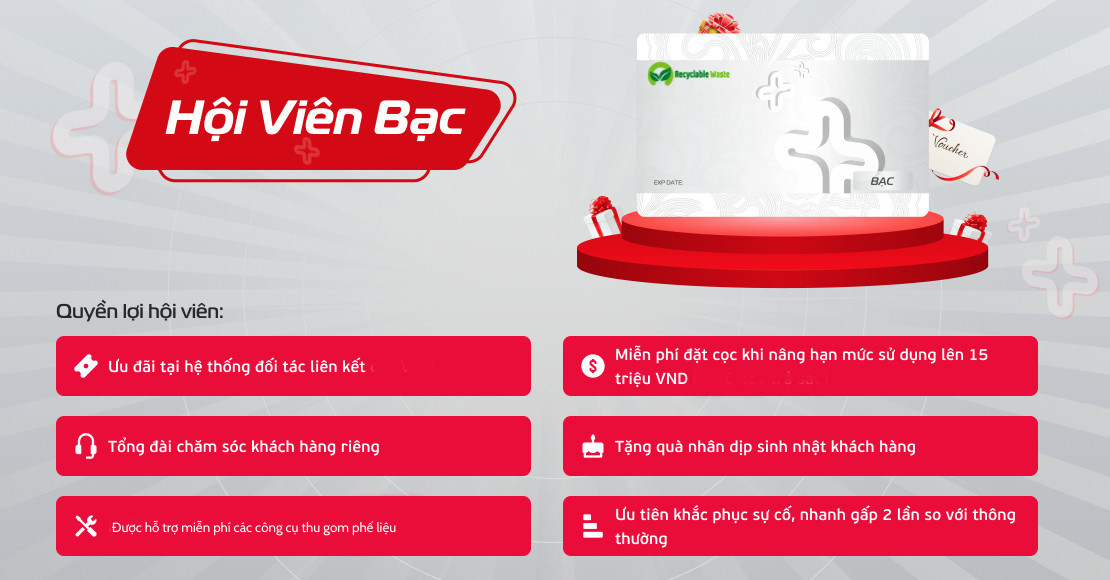 Hội Viên Bạc
Recyclable Waste
Voucher
EXP DATE:
BẠC
Quyền lợi hội viên:
Ưu đãi tại hệ thống đối tác liên kết
Miễn phí đặt cọc khi nâng hạn mức sử dụng lên 15
triệu VND
Tổng đài chăm sóc khách hàng riêng
Tặng quà nhân dịp sinh nhật khách hàng
Được hỗ trợ miễn phí các công cụ thu gom phế liệu
Ưu tiên khắc phục sự cố, nhanh gấp 2 lần so với thông
thường